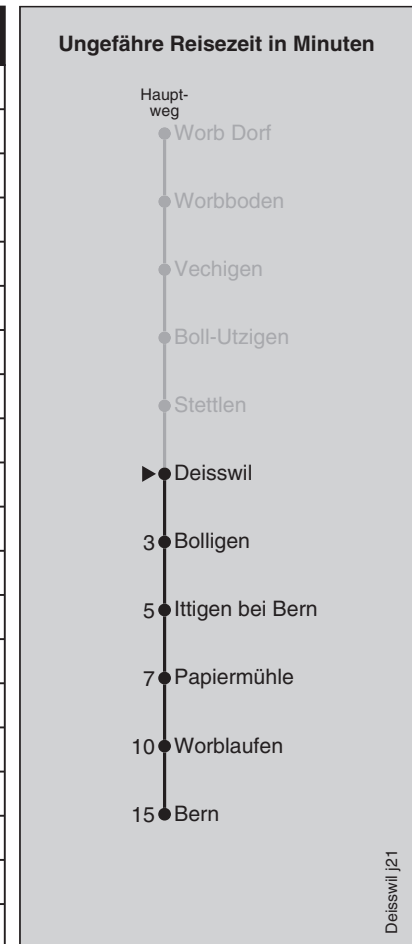 Ungefähre Reisezeit in Minuten
Haupt-
weg
Worb Dorf
Worbboden
Vechigen
Boll-Utzigen
Stettlen
Deisswil
3 Bolligen
5 Ittigen bei Bern
7 Papiermühle
10 Worblaufen
15 Bern
Deisswil j21